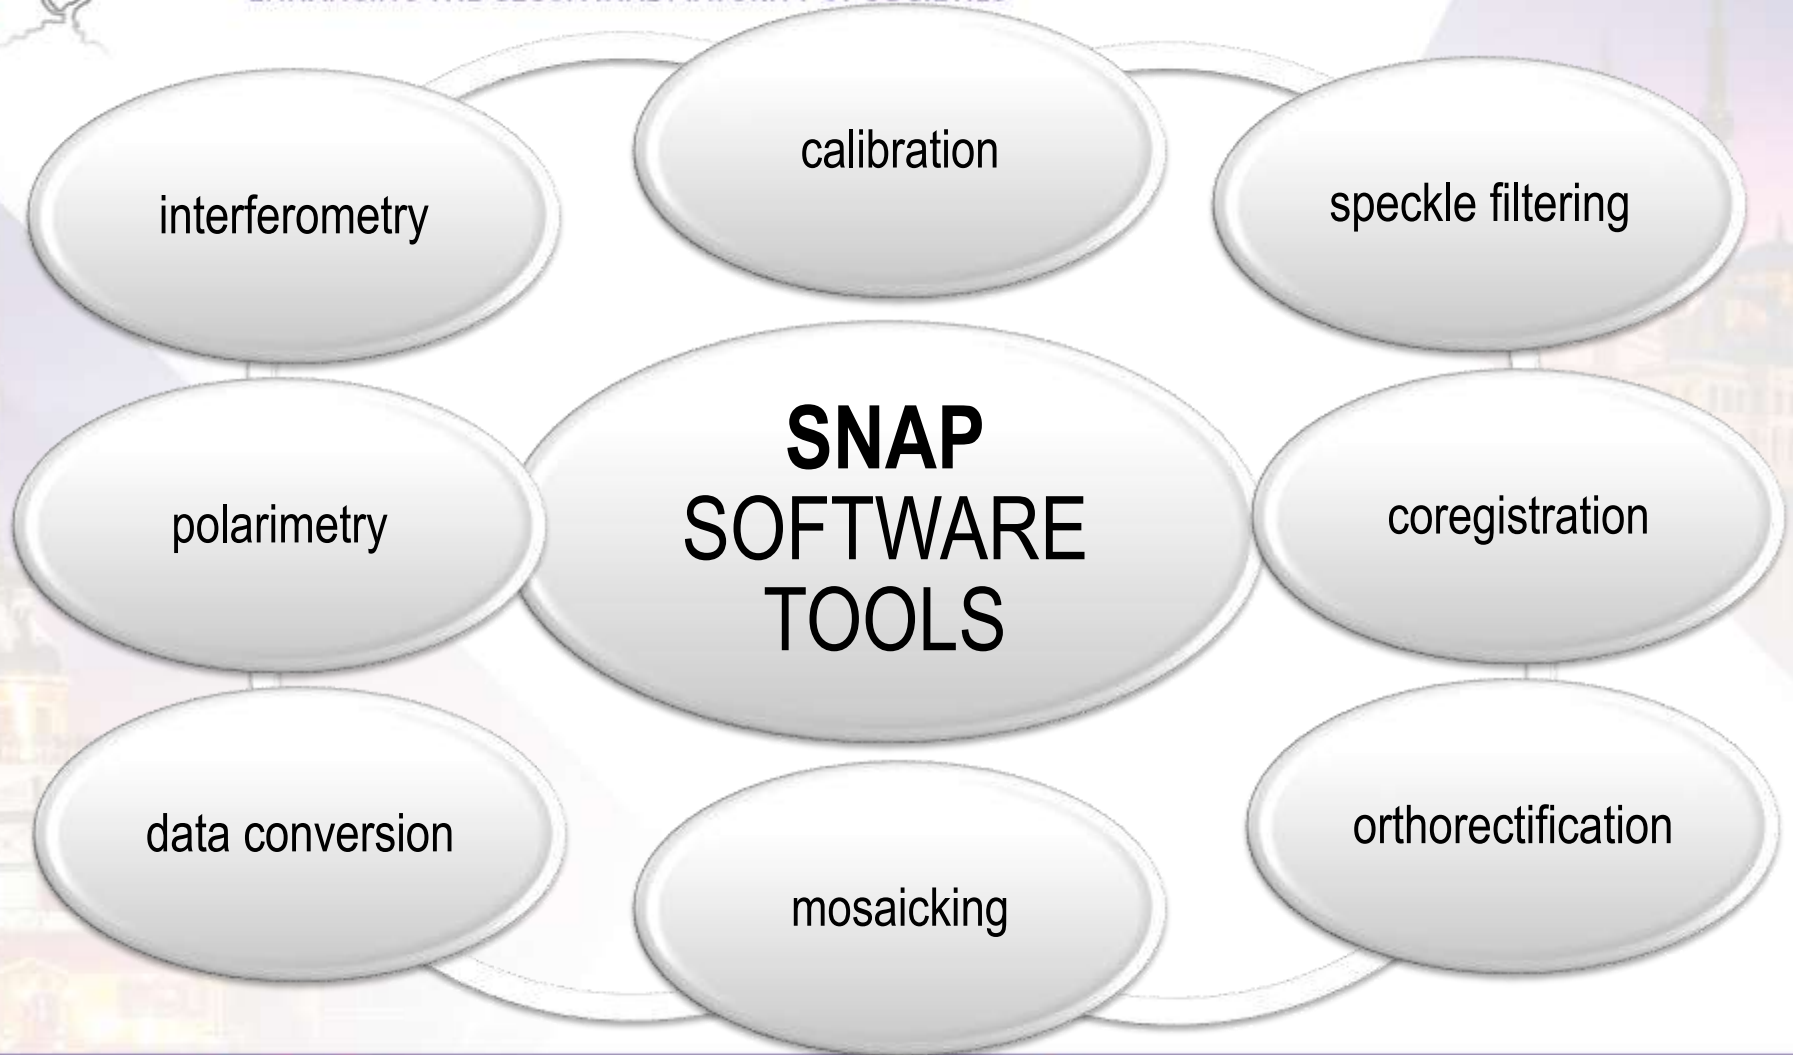 calibration
interferometry
speckle filtering
SNAP
SOFTWARE
TOOLS
polarimetry
coregistration
data conversion
orthorectification
mosaicking